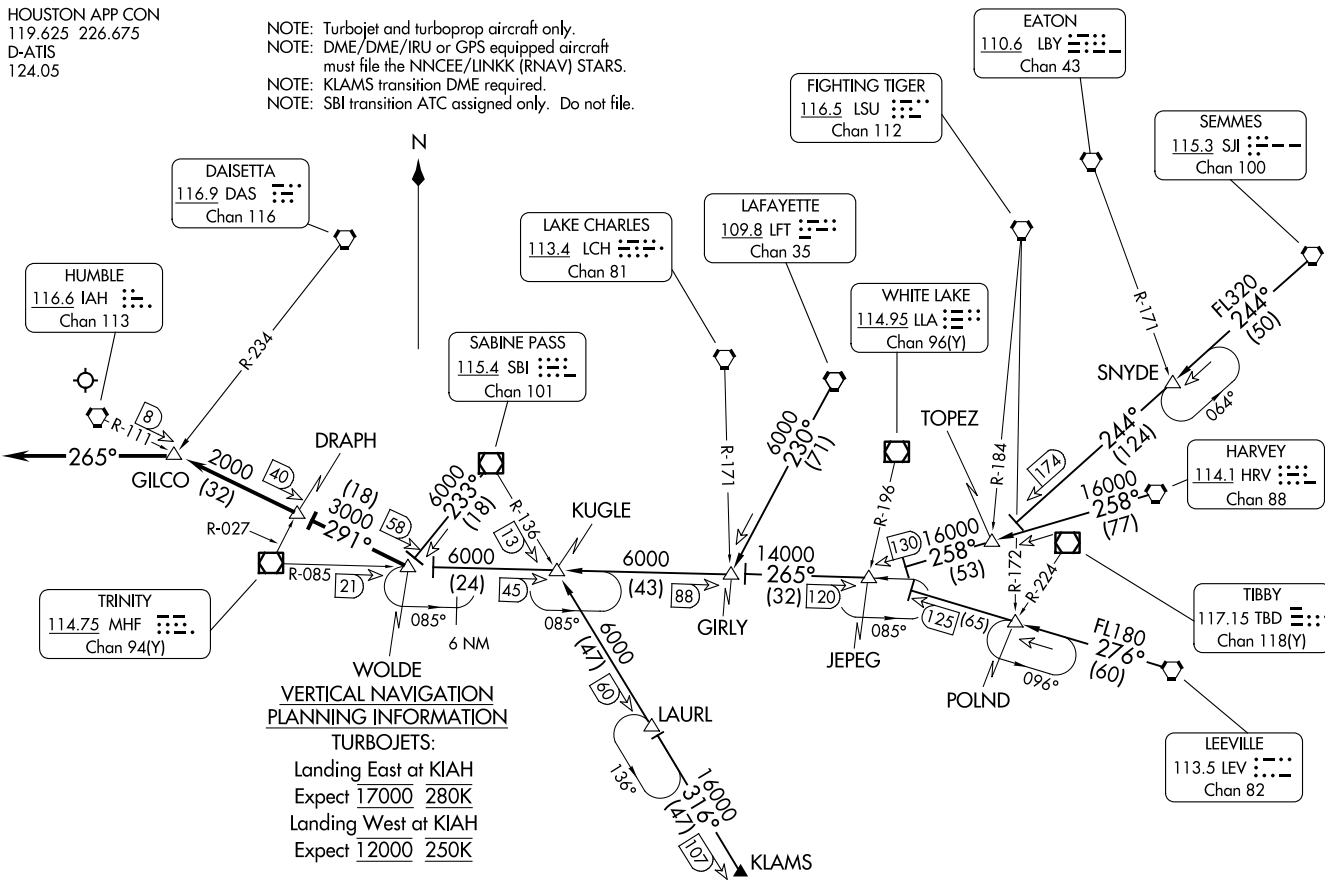 HOUSTON APP CON
119.625 226.675
D-ATIS
124.05
NOTE: Turbojet and turboprop aircraft only.
NOTE: DME/DME/IRU or GPS equipped aircraft
must file the NNCEE/LINKK (RNAV) STARS.
NOTE: KLAMS transition DME required.
NOTE: SBI transition ATC assigned only. Do not file.
N
EATON
110.6 LBY
Chan 43
FIGHTING TIGER
116.5 LSU
Chan 112
SEMMES
115.3 SJI
Chan 100
DAISETTA
116.9 DAS
Chan 116
LAKE CHARLES
113.4 LCH
Chan 81
LAFAYETTE
109.8 LFT
Chan 35
HUMBLE
116.6 IAH
Chan 113
WHITE LAKE
114.95 LLA
Chan 96(Y)
SABINE PASS
115.4 SBI
Chan 101
R-234
R-171
FL320
244°
(50)
SNYDE
064°
TOPEZ
244°
(124)
174
R-184
HARVEY
114.1 HRV
Chan 88
16000
258°
(77)
6000
230°
(71)
R-171
R-196
DRAPH
8
R-111
265°
GILCO
2000
(32)
40
R-027
(18)
3000
291°
58
6000
233°
(18)
R-136
13
KUGLE
6000
(24)
45
085°
6000
(43)
88
GIRLY
14000
265°
(32)
120
130
16000
258°
(53)
085°
JEPEG
125
(65)
R-172
R-224
POLND
096°
TIBBY
117.15 TBD
Chan 118(Y)
FL180
276°
(60)
LEEVILLE
113.5 LEV
Chan 82
TRINITY
114.75 MHF
Chan 94(Y)
R-085
21
085°
6 NM
WOLDE
6000
(47)
60
LAURL
136°
16000
316°
(47)
107
KLAMS
VERTICAL NAVIGATION
PLANNING INFORMATION
TURBOJETS:
Landing East at KIAH
Expect 17000 280K
Landing West at KIAH
Expect 12000 250K